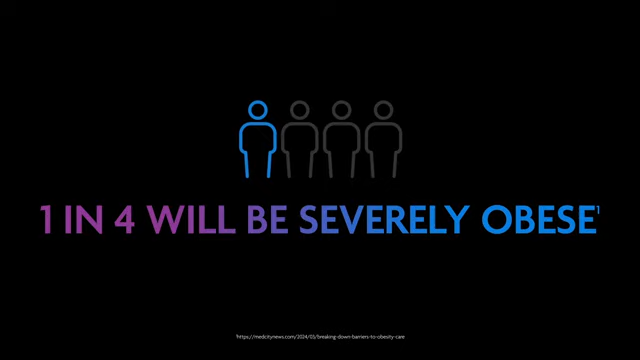 1 IN 4 WILL BE SEVERELY OBESE¹
¹https://medcitynews.com/2024/03/breaking-down-barriers-to-obesity-care